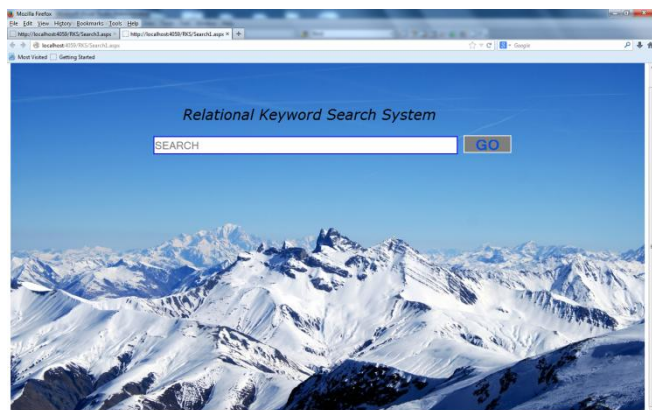 Mozilla Firefox
File Edit View History Bookmarks Tools Help
http://localhost:4059/RKS/Search1.aspx × http://localhost:4059/RKS/Search1.aspx × +
localhost:4059/RKS/Search1.aspx Google
Most Visited Getting Started
Relational Keyword Search System
SEARCH GO